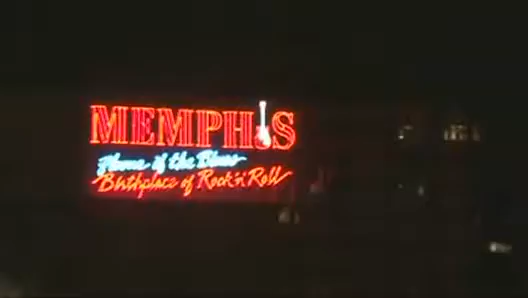 MEMPHIS
Home of the Blues
Birthplace of Rock 'n' Roll